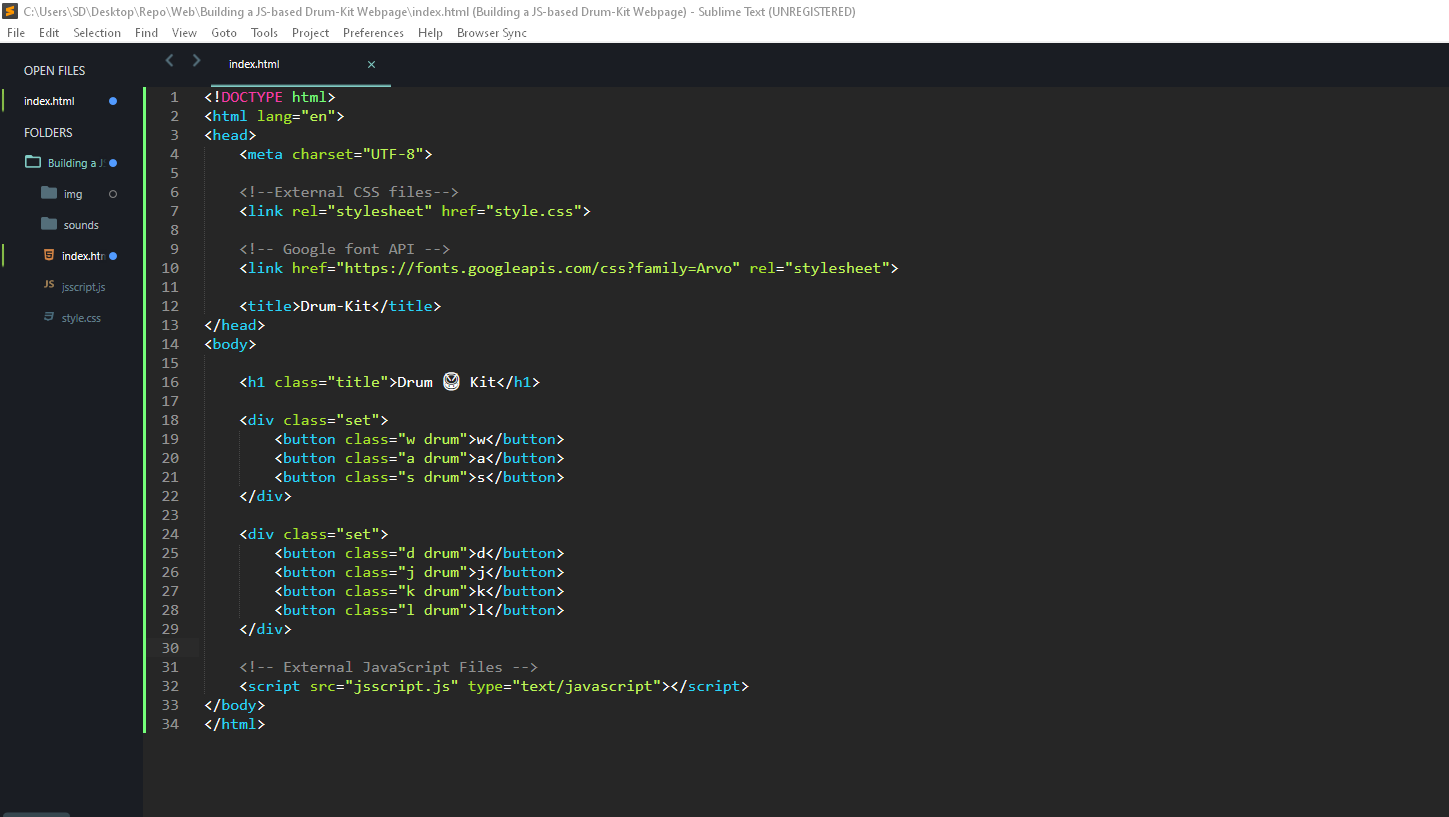 C:\Users\SD\Desktop\Repo\Web\Building a JS-based Drum-Kit Webpage\index.html (Building a JS-based Drum-Kit Webpage) - Sublime Text (UNREGISTERED)
File Edit Selection Find View Goto Tools Project Preferences Help Browser Sync
OPEN FILES
index.html
FOLDERS
Building a JS
img
sounds
index.htm
JS jsscript.js
style.css
index.html ×
1 <!DOCTYPE html>
2 <html lang="en">
3 <head>
4     <meta charset="UTF-8">
5
6     <!--External CSS files-->
7     <link rel="stylesheet" href="style.css">
8
9     <!-- Google font API -->
10     <link href="https://fonts.googleapis.com/css?family=Arvo" rel="stylesheet">
11
12     <title>Drum-Kit</title>
13 </head>
14 <body>
15
16     <h1 class="title">Drum 🥁 Kit</h1>
17
18     <div class="set">
19         <button class="w drum">w</button>
20         <button class="a drum">a</button>
21         <button class="s drum">s</button>
22     </div>
23
24     <div class="set">
25         <button class="d drum">d</button>
26         <button class="j drum">j</button>
27         <button class="k drum">k</button>
28         <button class="l drum">l</button>
29     </div>
30
31     <!-- External JavaScript Files -->
32     <script src="jsscript.js" type="text/javascript"></script>
33 </body>
34 </html>